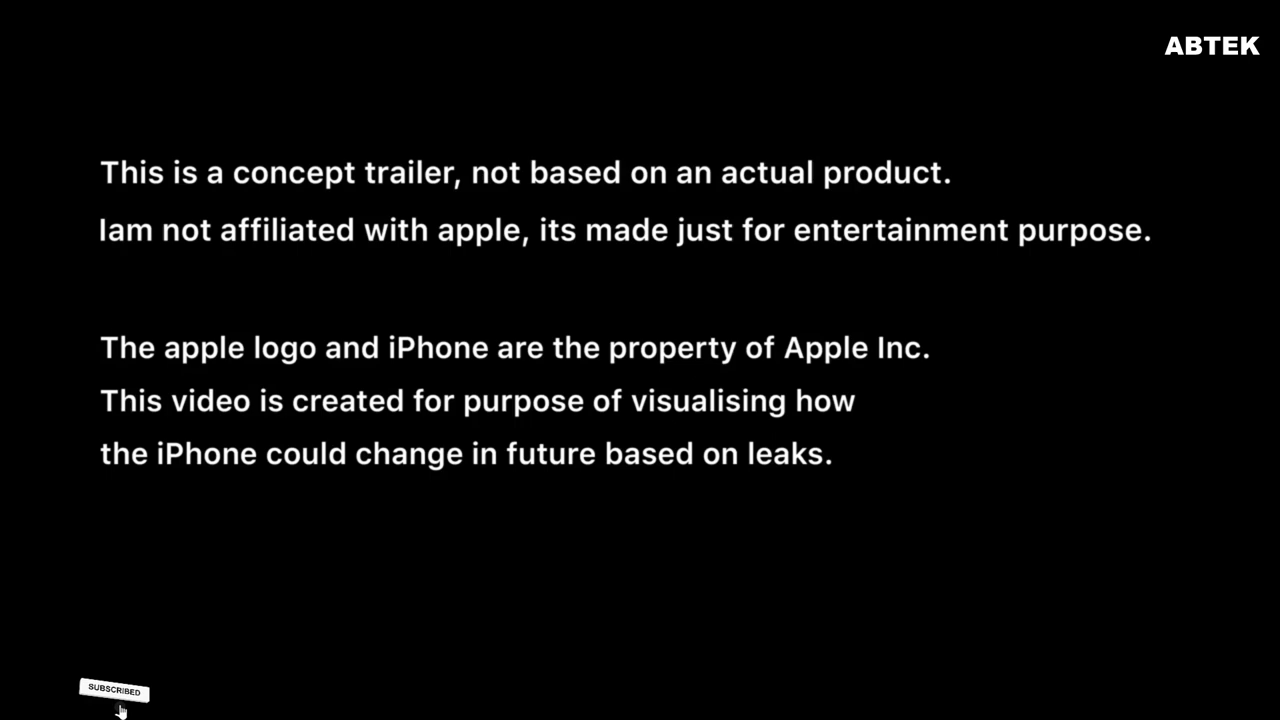 ABTEK
This is a concept trailer, not based on an actual product.
Iam not affiliated with apple, its made just for entertainment purpose.
The apple logo and iPhone are the property of Apple Inc.
This video is created for purpose of visualising how
the iPhone could change in future based on leaks.
SUBSCRIBED